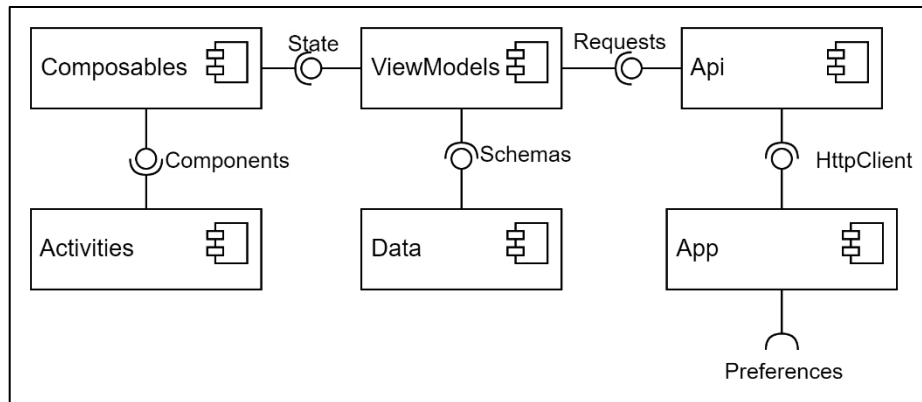 State
Requests
Composables
ViewModels
Api
Components
Schemas
HttpClient
Activities
Data
App
Preferences